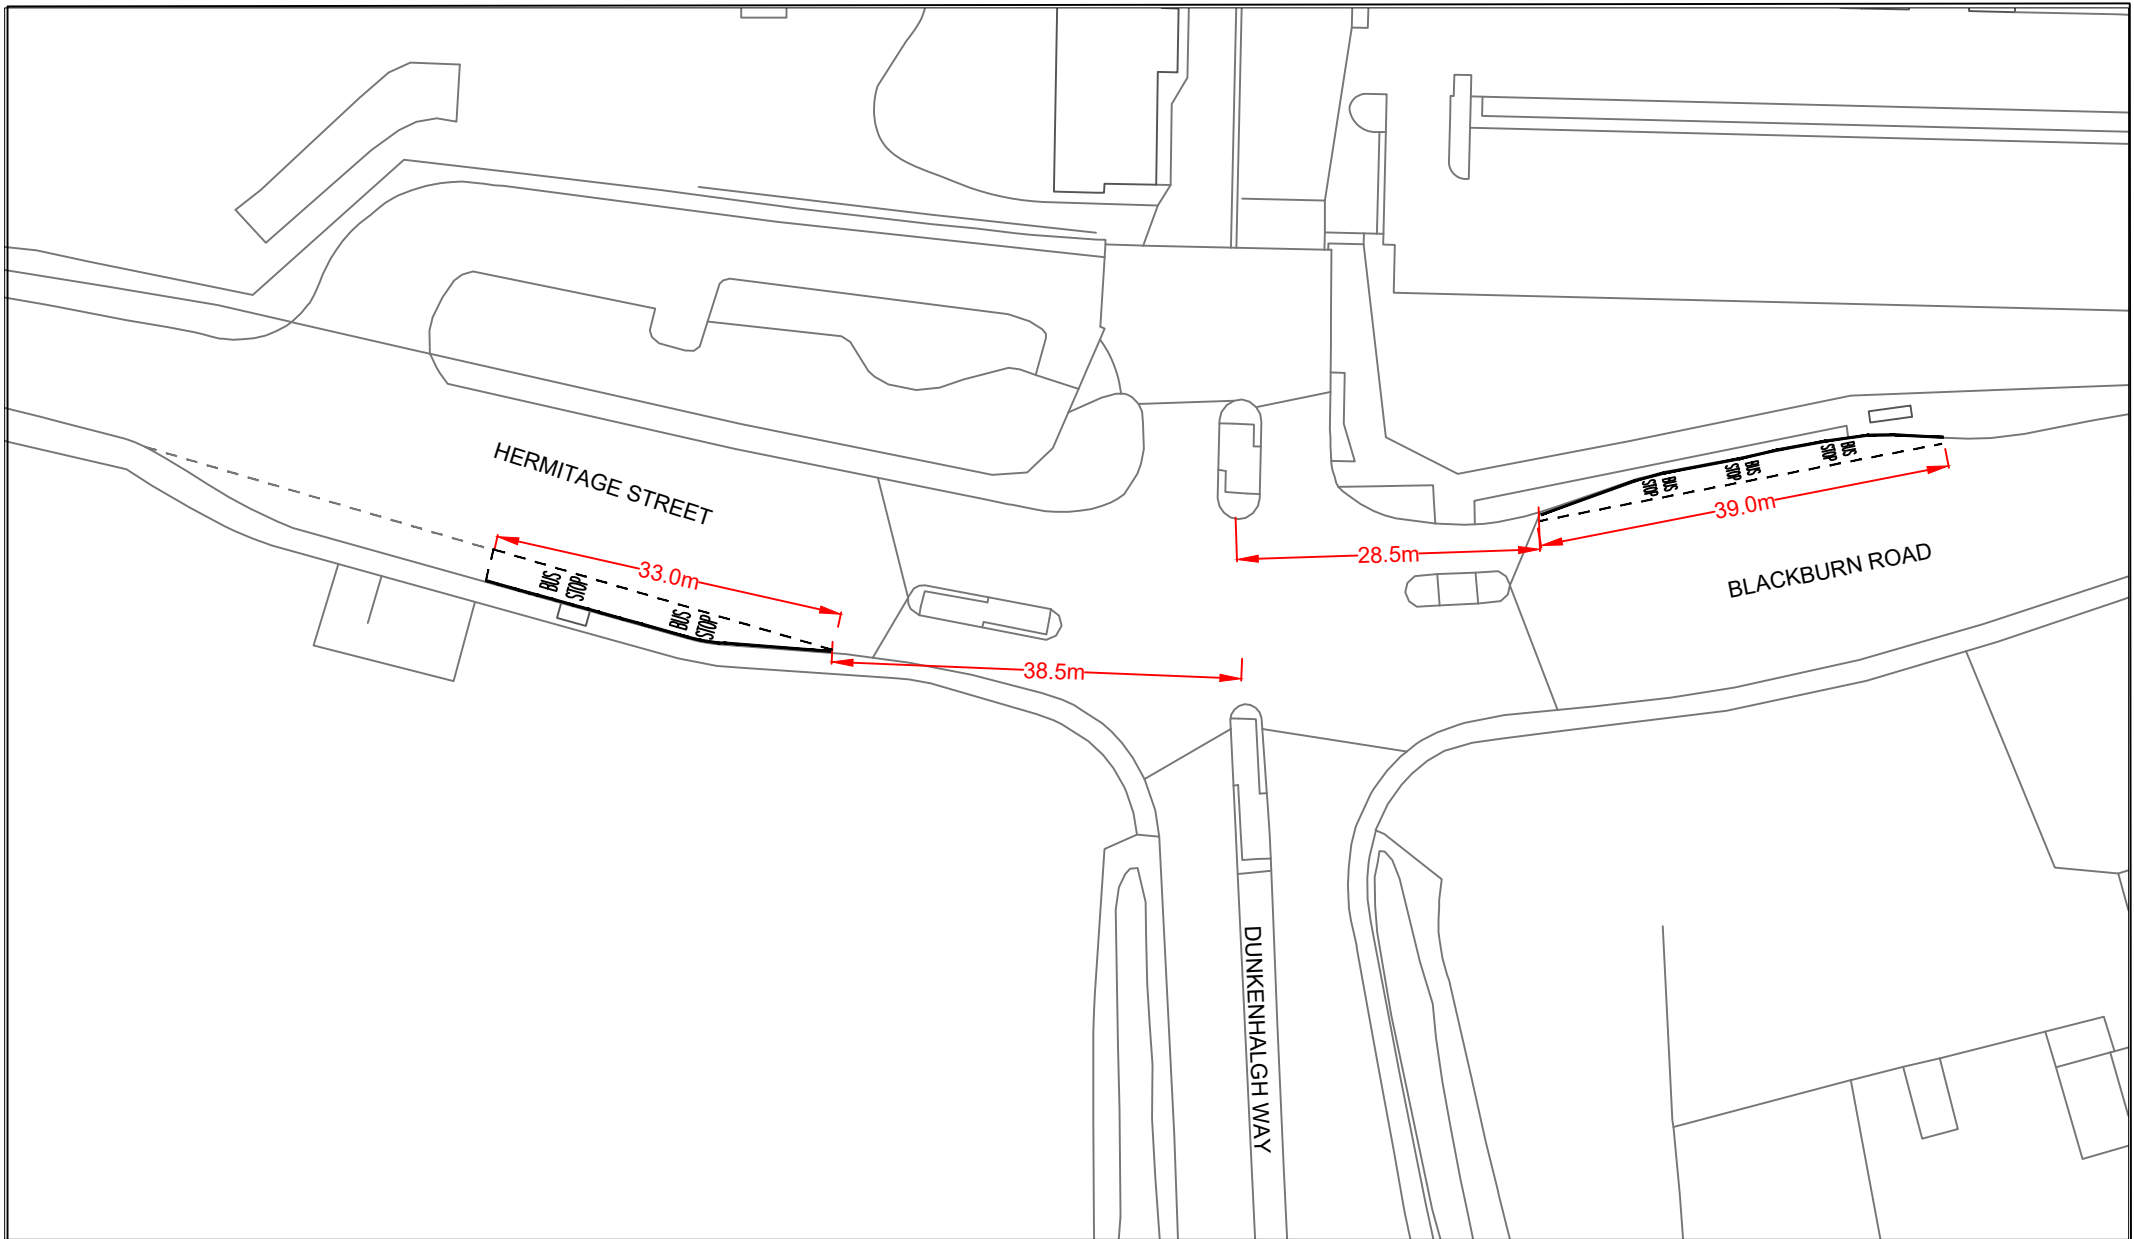 HERMITAGE STREET
33.0m
BUS
STOP
BUS
STOP
38.5m
28.5m
39.0m
BUS
STOP
BUS
STOP
BUS
STOP
BLACKBURN ROAD
DUNKENHALGH WAY